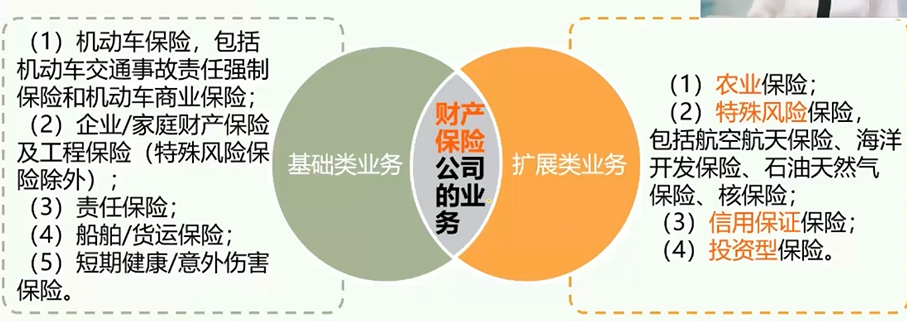 （1）机动车保险，包括
机动车交通事故责任强制
保险和机动车商业保险；
（2）企业/家庭财产保险
及工程保险（特殊风险保
险除外）；
（3）责任保险；
（4）船舶/货运保险；
（5）短期健康/意外伤害
保险。
基础类业务
财产
保险
公司
的业
务
扩展类业务
（1）农业保险；
（2）特殊风险保险，
包括航空航天保险、海洋
开发保险、石油天然气
保险、核保险；
（3）信用保证保险；
（4）投资型保险。